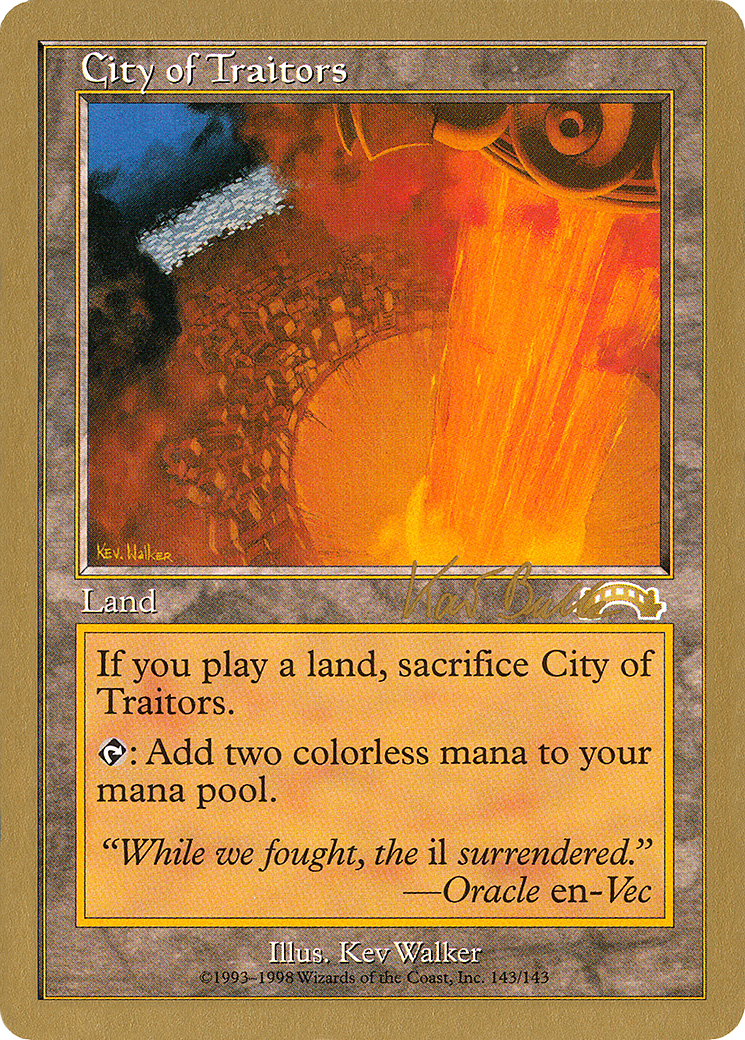 City of Traitors
Kev. Walker
Land
If you play a land, sacrifice City of
Traitors.
: Add two colorless mana to your
mana pool.
“While we fought, the il surrendered.”
—Oracle en-Vec
Illus. Kev Walker
©1993–1998 Wizards of the Coast, Inc. 143/143